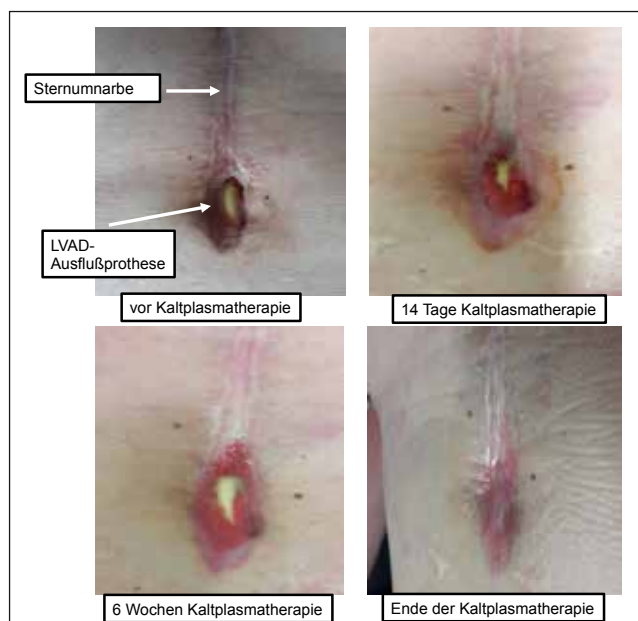 Sternumnarbe
LVAD-
Ausflußprothese
vor Kaltplasmatherapie
14 Tage Kaltplasmatherapie
6 Wochen Kaltplasmatherapie
Ende der Kaltplasmatherapie